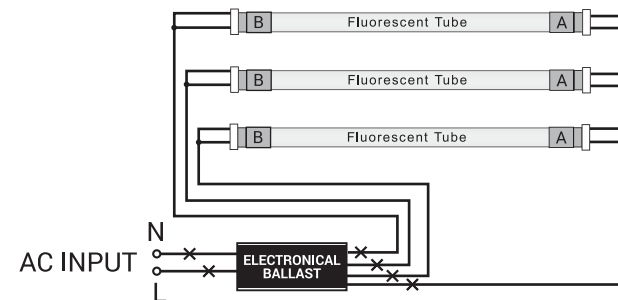 B Fluorescent Tube A
B Fluorescent Tube A
B Fluorescent Tube A
N
AC INPUT
L
ELECTRONICAL
BALLAST